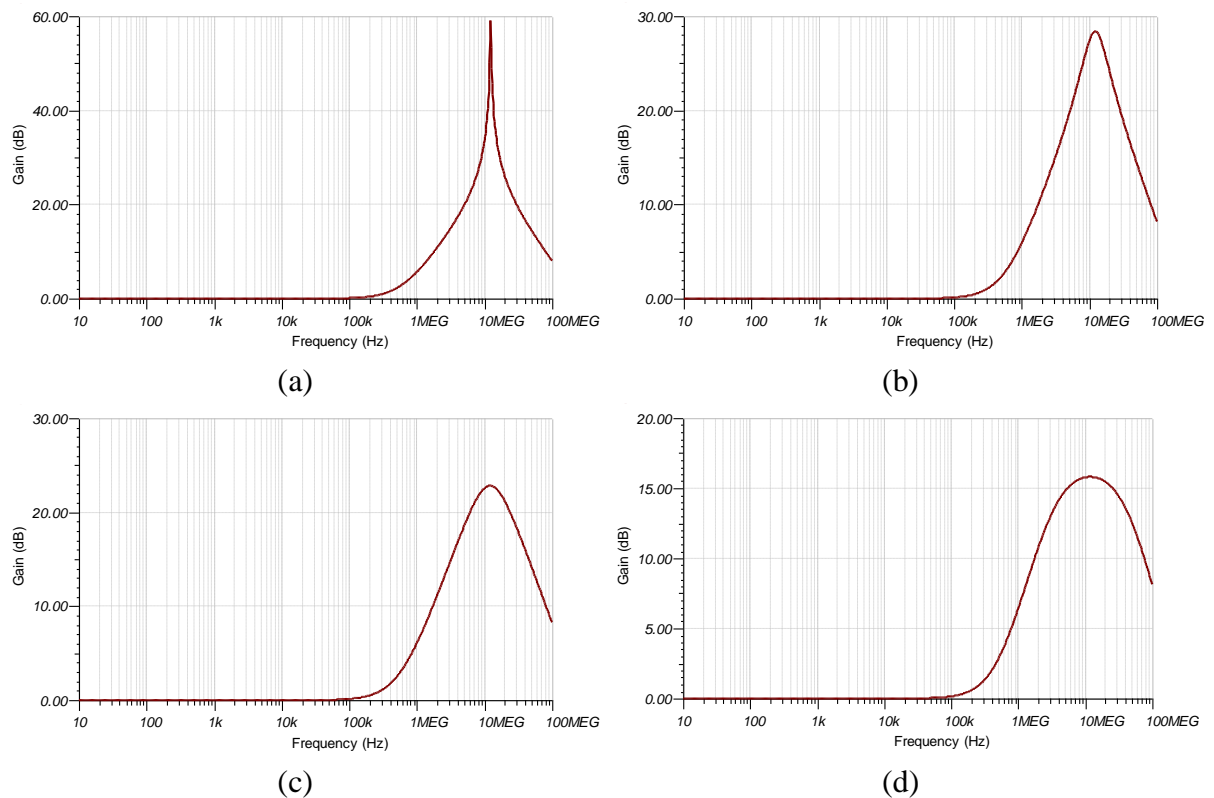 60.00
40.00
20.00
0.00
Gain (dB)
10 100 1k 10k 100k 1MEG 10MEG 100MEG
Frequency (Hz)
(a)
30.00
20.00
10.00
0.00
Gain (dB)
10 100 1k 10k 100k 1MEG 10MEG 100MEG
Frequency (Hz)
(b)
30.00
20.00
10.00
0.00
Gain (dB)
10 100 1k 10k 100k 1MEG 10MEG 100MEG
Frequency (Hz)
(c)
20.00
15.00
10.00
5.00
0.00
Gain (dB)
10 100 1k 10k 100k 1MEG 10MEG 100MEG
Frequency (Hz)
(d)